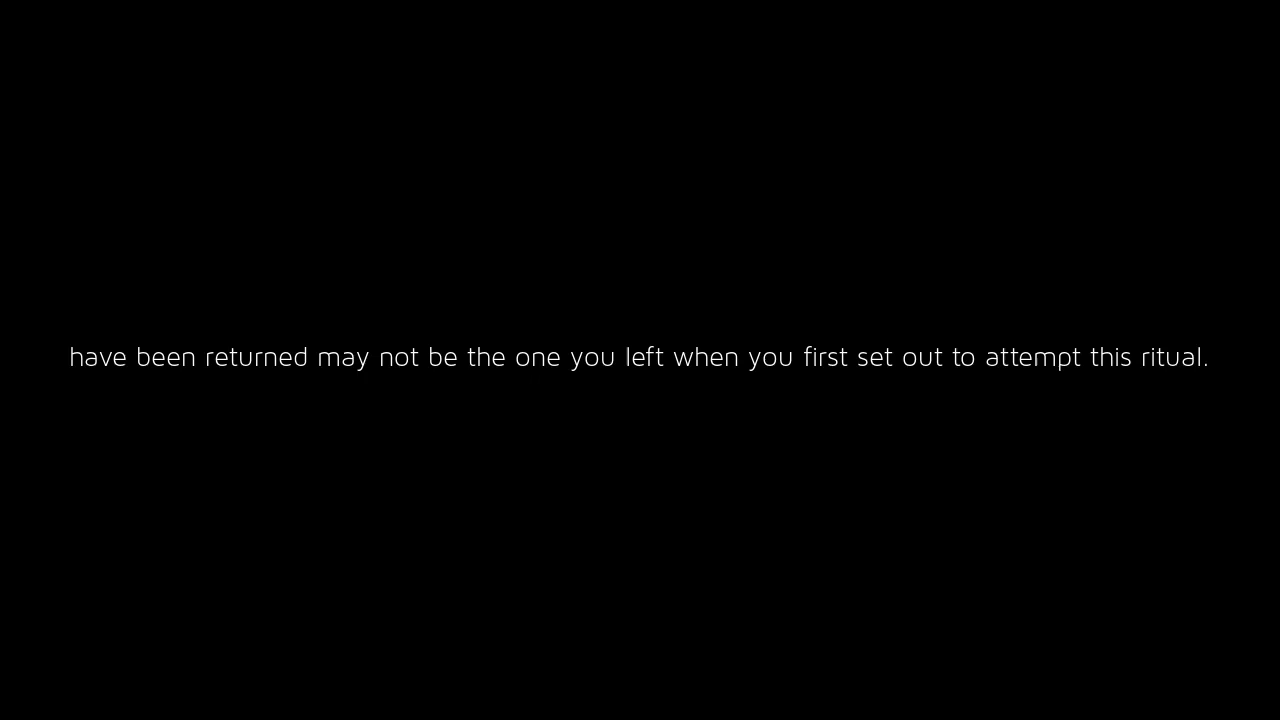 have been returned may not be the one you left when you first set out to attempt this ritual.